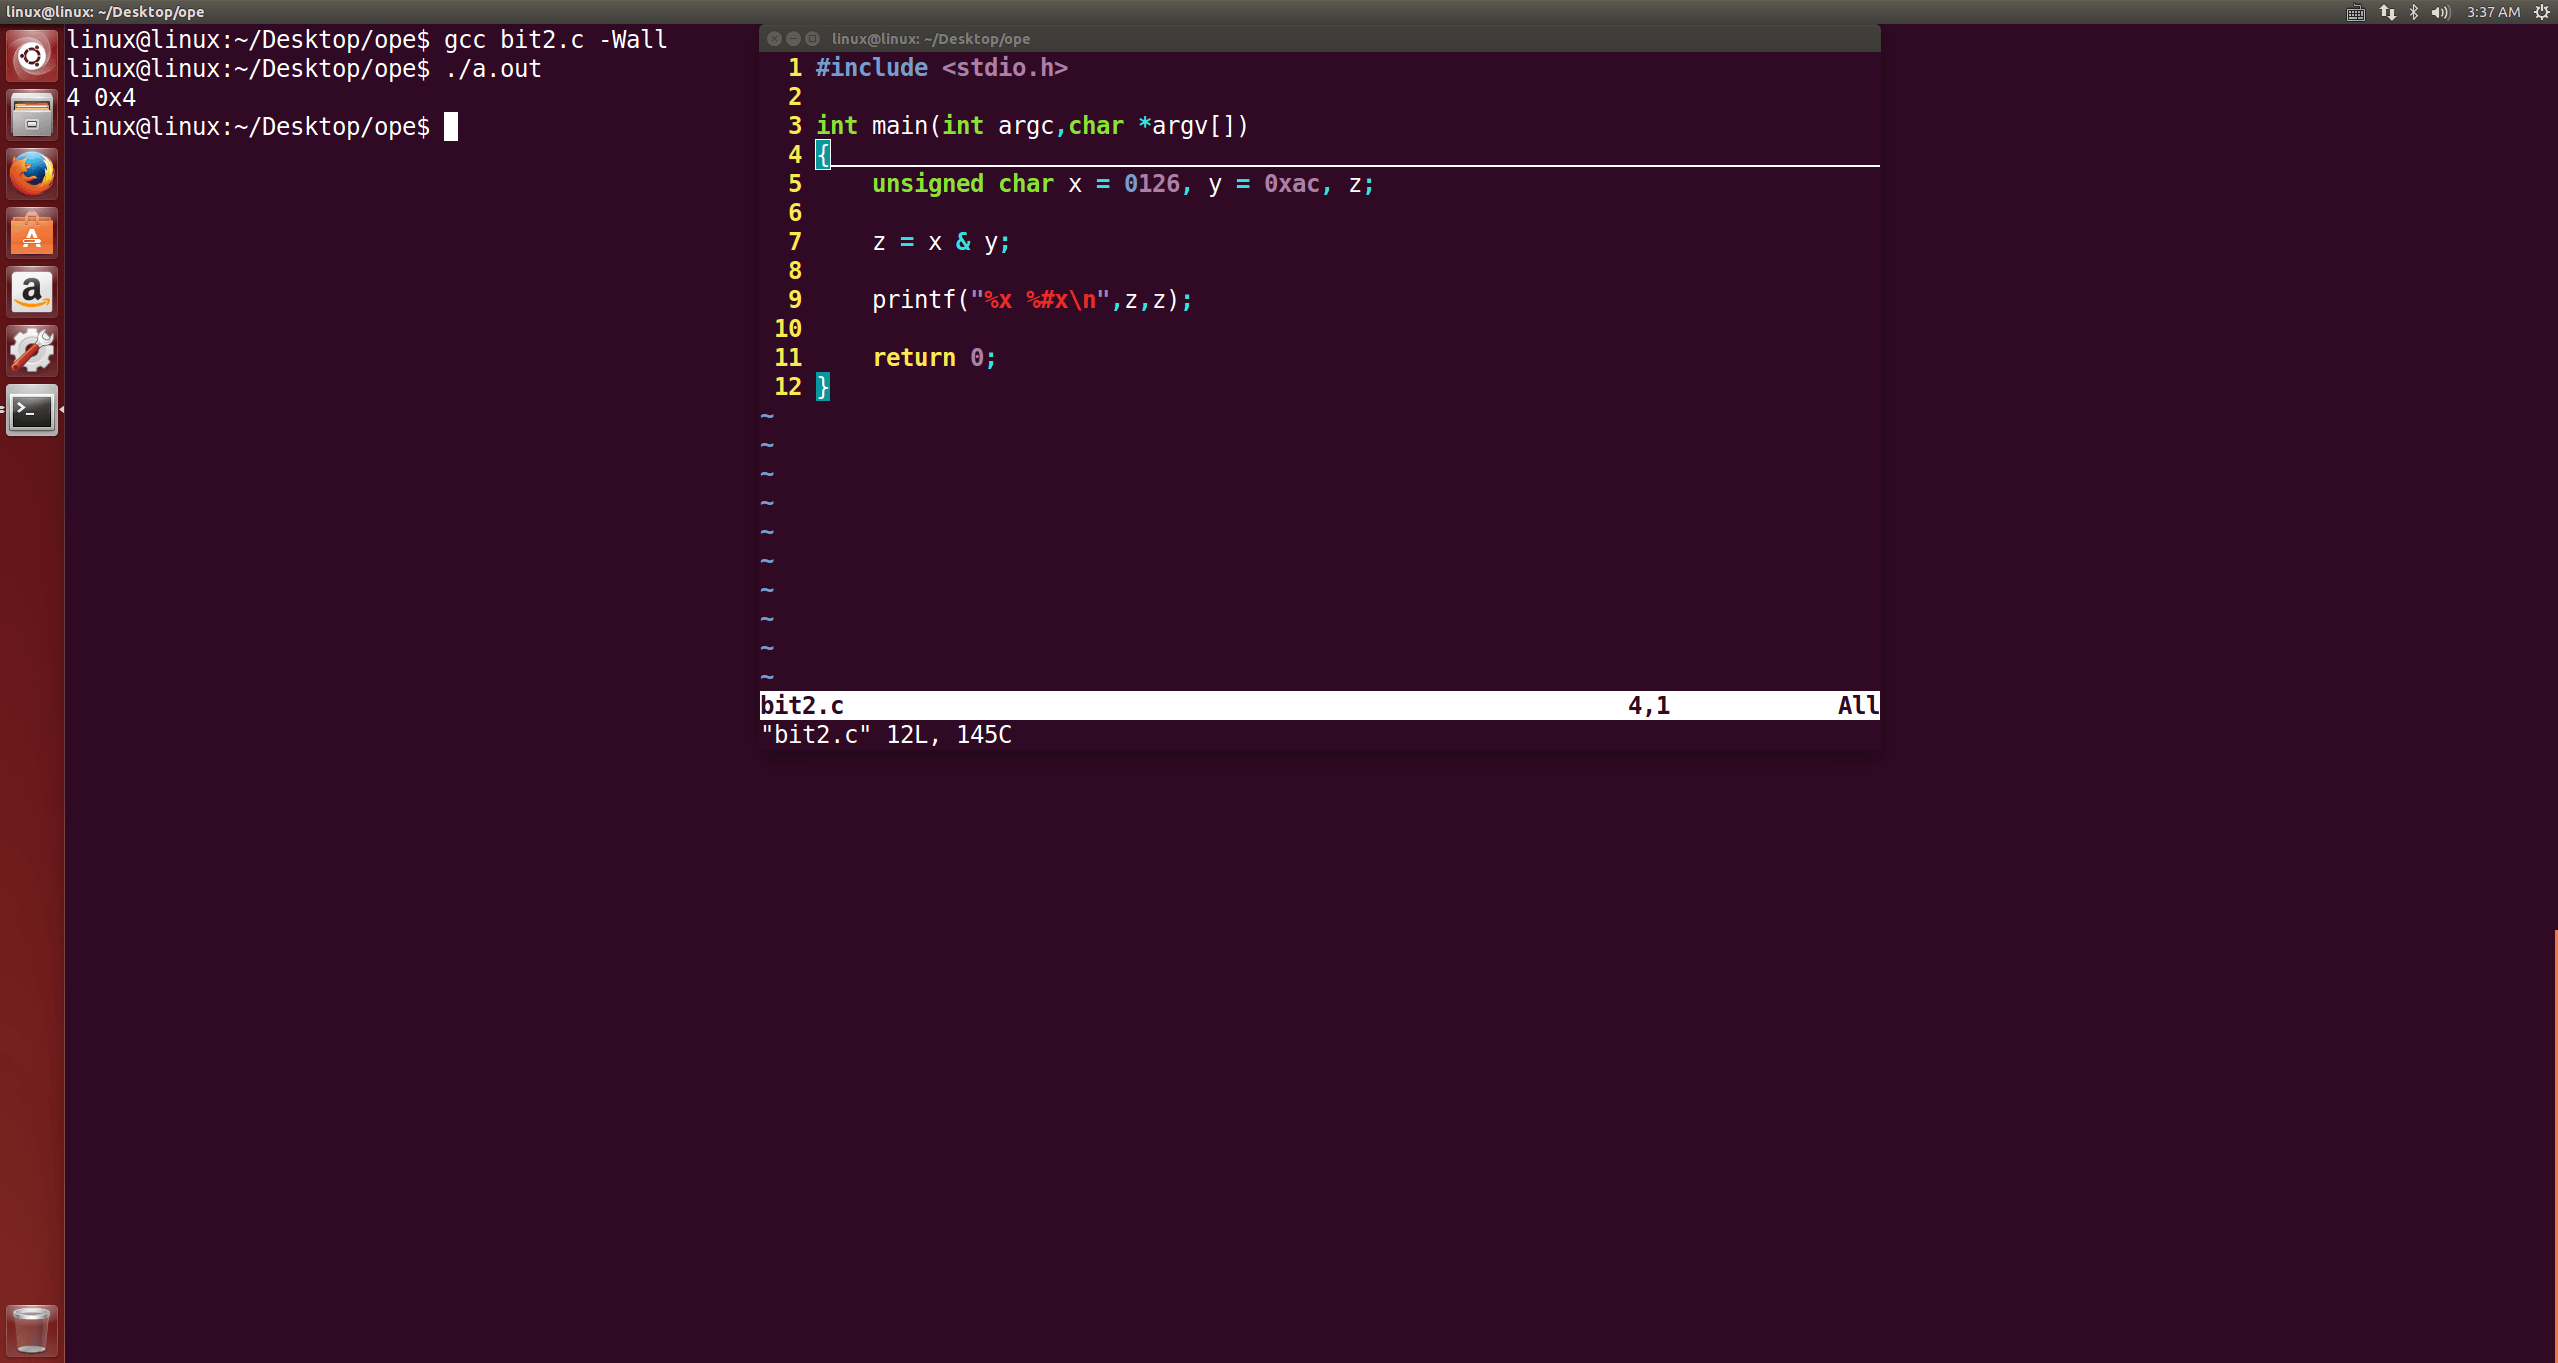 linux@linux: ~/Desktop/ope
3:37 AM
linux@linux:~/Desktop/ope$ gcc bit2.c -Wall
linux@linux:~/Desktop/ope$ ./a.out
4 0x4
linux@linux:~/Desktop/ope$
linux@linux: ~/Desktop/ope
1 #include <stdio.h>
2
3 int main(int argc,char *argv[])
4 {
5     unsigned char x = 0126, y = 0xac, z;
6
7     z = x & y;
8
9     printf("%x %#x\n",z,z);
10
11     return 0;
12 }
~
~
~
~
~
~
~
~
~
~
bit2.c 4,1 All
"bit2.c" 12L, 145C